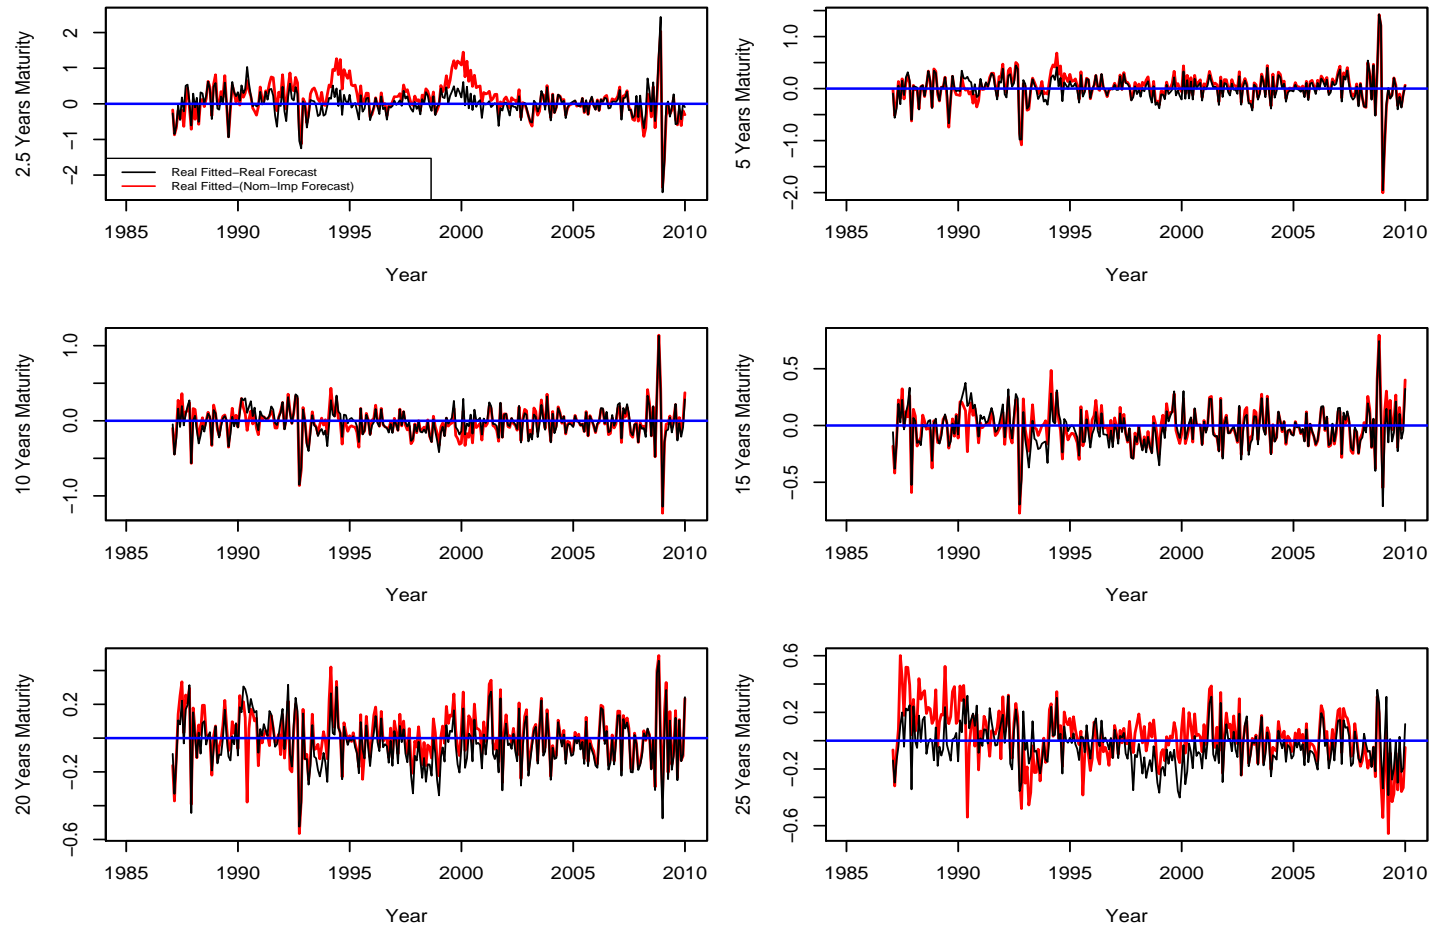 2.5 Years Maturity
2
1
0
−1
−2
Real Fitted−Real Forecast
Real Fitted−(Nom−Imp Forecast)
1985 1990 1995 2000 2005 2010
Year
5 Years Maturity
1.0
0.0
−1.0
−2.0
1985 1990 1995 2000 2005 2010
Year
10 Years Maturity
1.0
0.0
−1.0
1985 1990 1995 2000 2005 2010
Year
15 Years Maturity
0.5
0.0
−0.5
1985 1990 1995 2000 2005 2010
Year
20 Years Maturity
0.2
−0.2
−0.6
1985 1990 1995 2000 2005 2010
Year
25 Years Maturity
0.6
0.2
−0.2
−0.6
1985 1990 1995 2000 2005 2010
Year